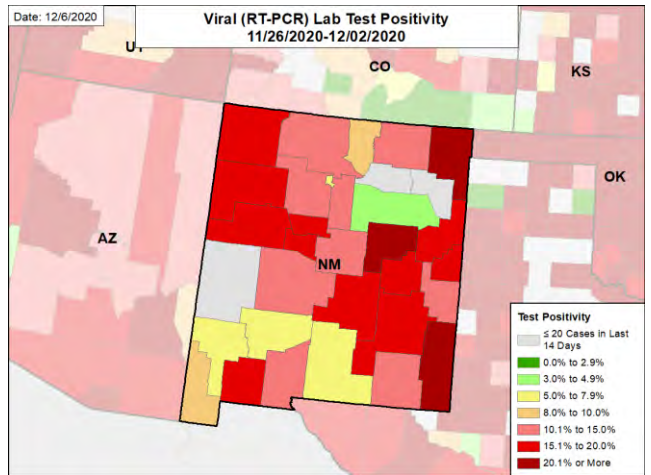 Date: 12/6/2020
Viral (RT-PCR) Lab Test Positivity
11/26/2020-12/02/2020
UT
CO
KS
OK
AZ
NM
Test Positivity
≤ 20 Cases in Last
14 Days
0.0% to 2.9%
3.0% to 4.9%
5.0% to 7.9%
8.0% to 10.0%
10.1% to 15.0%
15.1% to 20.0%
20.1% or More